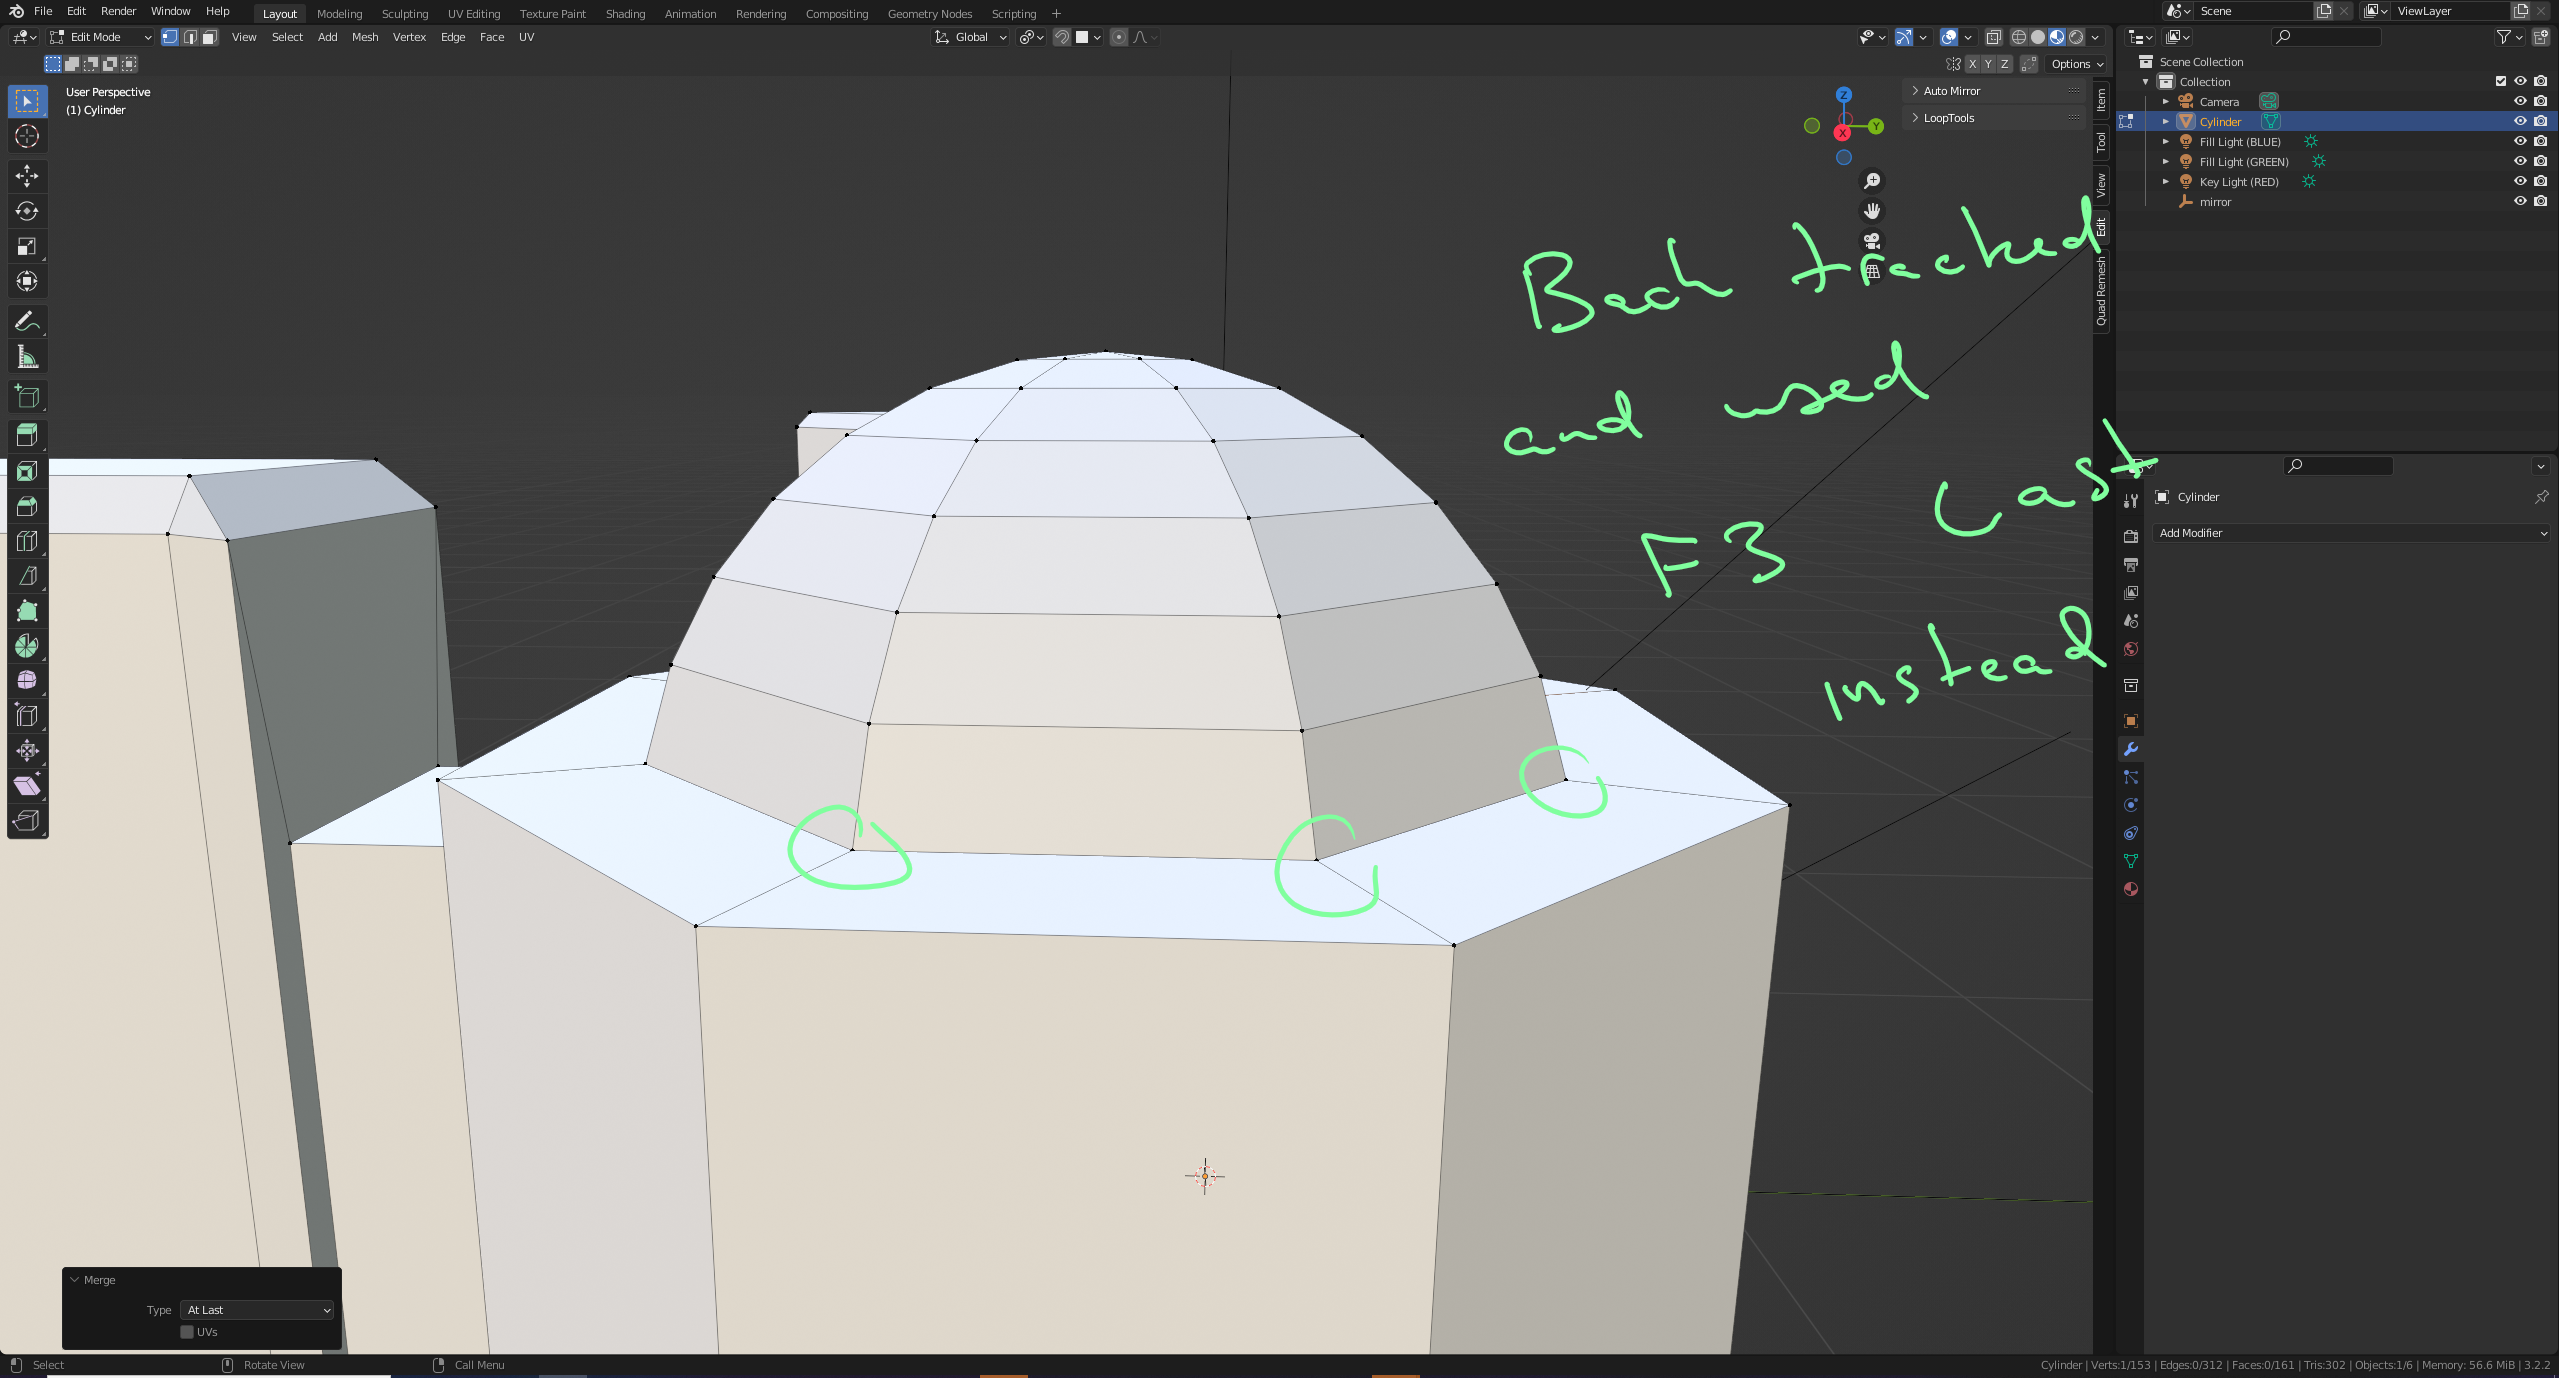 File Edit Render Window Help
Layout Modeling Sculpting UV Editing Texture Paint Shading Animation Rendering Compositing Geometry Nodes Scripting +
Scene
ViewLayer
Edit Mode
View Select Add Mesh Vertex Edge Face UV
Global
X Y Z
Options
User Perspective
(1) Cylinder
Auto Mirror
LoopTools
Z
Y
X
Item
Tool
View
Edit
Quad Remesh
Back tracked
and used
F3 Cast
instead
Scene Collection
Collection
Camera
Cylinder
Fill Light (BLUE)
Fill Light (GREEN)
Key Light (RED)
mirror
Cylinder
Add Modifier
Merge
Type At Last
UVs
Select
Rotate View
Call Menu
Cylinder | Verts:1/153 | Edges:0/312 | Faces:0/161 | Tris:302 | Objects:1/6 | Memory: 56.6 MiB | 3.2.2